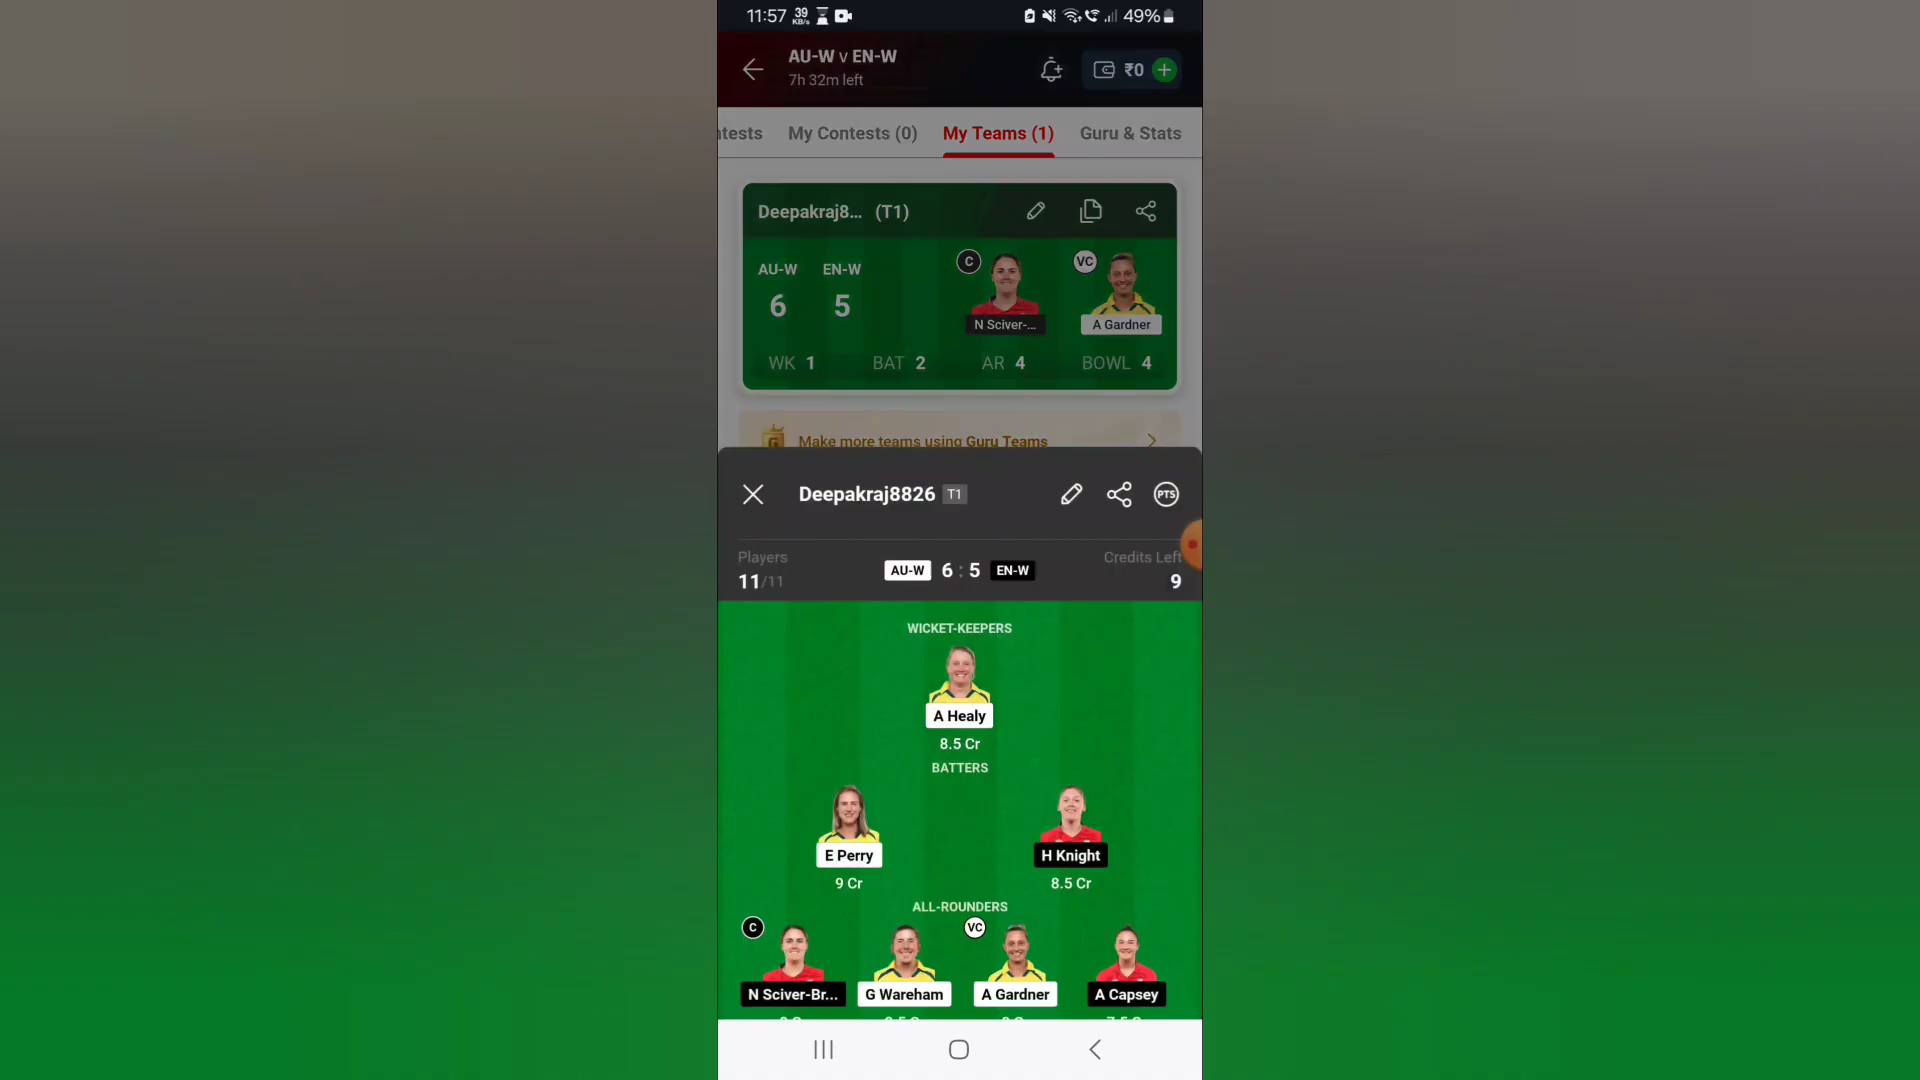 11:57 39 KB/s 49%
AU-W v EN-W
7h 32m left
₹0
ntests My Contests (0) My Teams (1) Guru & Stats
Deepakraj8... (T1)
AU-W EN-W C VC
6 5
N Sciver-... A Gardner
WK 1 BAT 2 AR 4 BOWL 4
G Make more teams using Guru Teams
Deepakraj8826 T1 PTS
Players Credits Left
11/11 AU-W 6 : 5 EN-W 9
WICKET-KEEPERS
A Healy
8.5 Cr
BATTERS
E Perry H Knight
9 Cr 8.5 Cr
ALL-ROUNDERS
C VC
N Sciver-Br... G Wareham A Gardner A Capsey